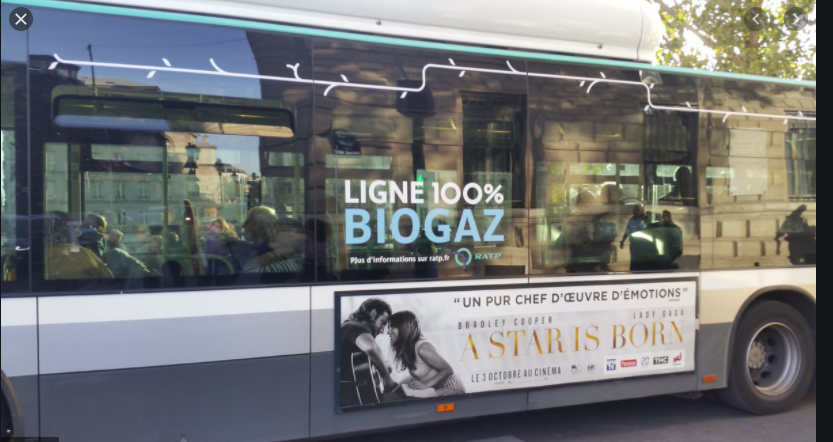 LIGNE 100%
BIOGAZ
Plus d'informations sur ratp.fr RATP
"UN PUR CHEF D'ŒUVRE D'ÉMOTIONS"
BRADLEY COOPER LADY GAGA
A STAR IS BORN
LE 3 OCTOBRE AU CINÉMA